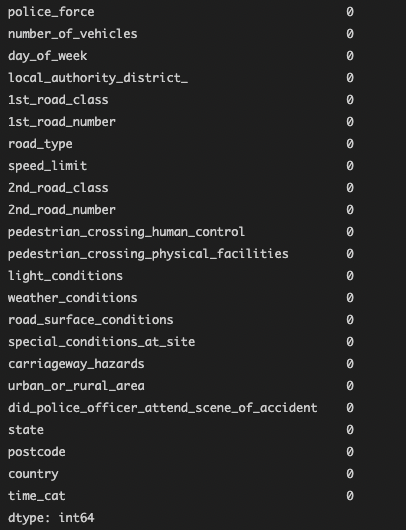 police_force 0
number_of_vehicles 0
day_of_week 0
local_authority_district_ 0
1st_road_class 0
1st_road_number 0
road_type 0
speed_limit 0
2nd_road_class 0
2nd_road_number 0
pedestrian_crossing_human_control 0
pedestrian_crossing_physical_facilities 0
light_conditions 0
weather_conditions 0
road_surface_conditions 0
special_conditions_at_site 0
carriageway_hazards 0
urban_or_rural_area 0
did_police_officer_attend_scene_of_accident 0
state 0
postcode 0
country 0
time_cat 0
dtype: int64